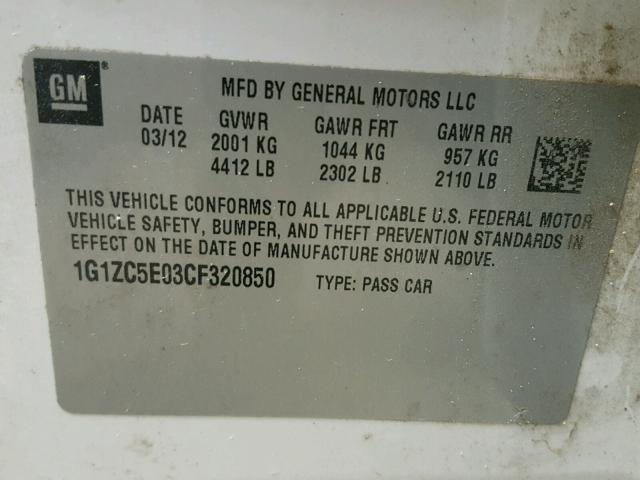 GM®
MFD BY GENERAL MOTORS LLC
DATE GVWR GAWR FRT GAWR RR
03/12 2001 KG 1044 KG 957 KG
4412 LB 2302 LB 2110 LB
THIS VEHICLE CONFORMS TO ALL APPLICABLE U.S. FEDERAL MOTOR
VEHICLE SAFETY, BUMPER, AND THEFT PREVENTION STANDARDS IN
EFFECT ON THE DATE OF MANUFACTURE SHOWN ABOVE.
1G1ZC5E03CF320850 TYPE: PASS CAR